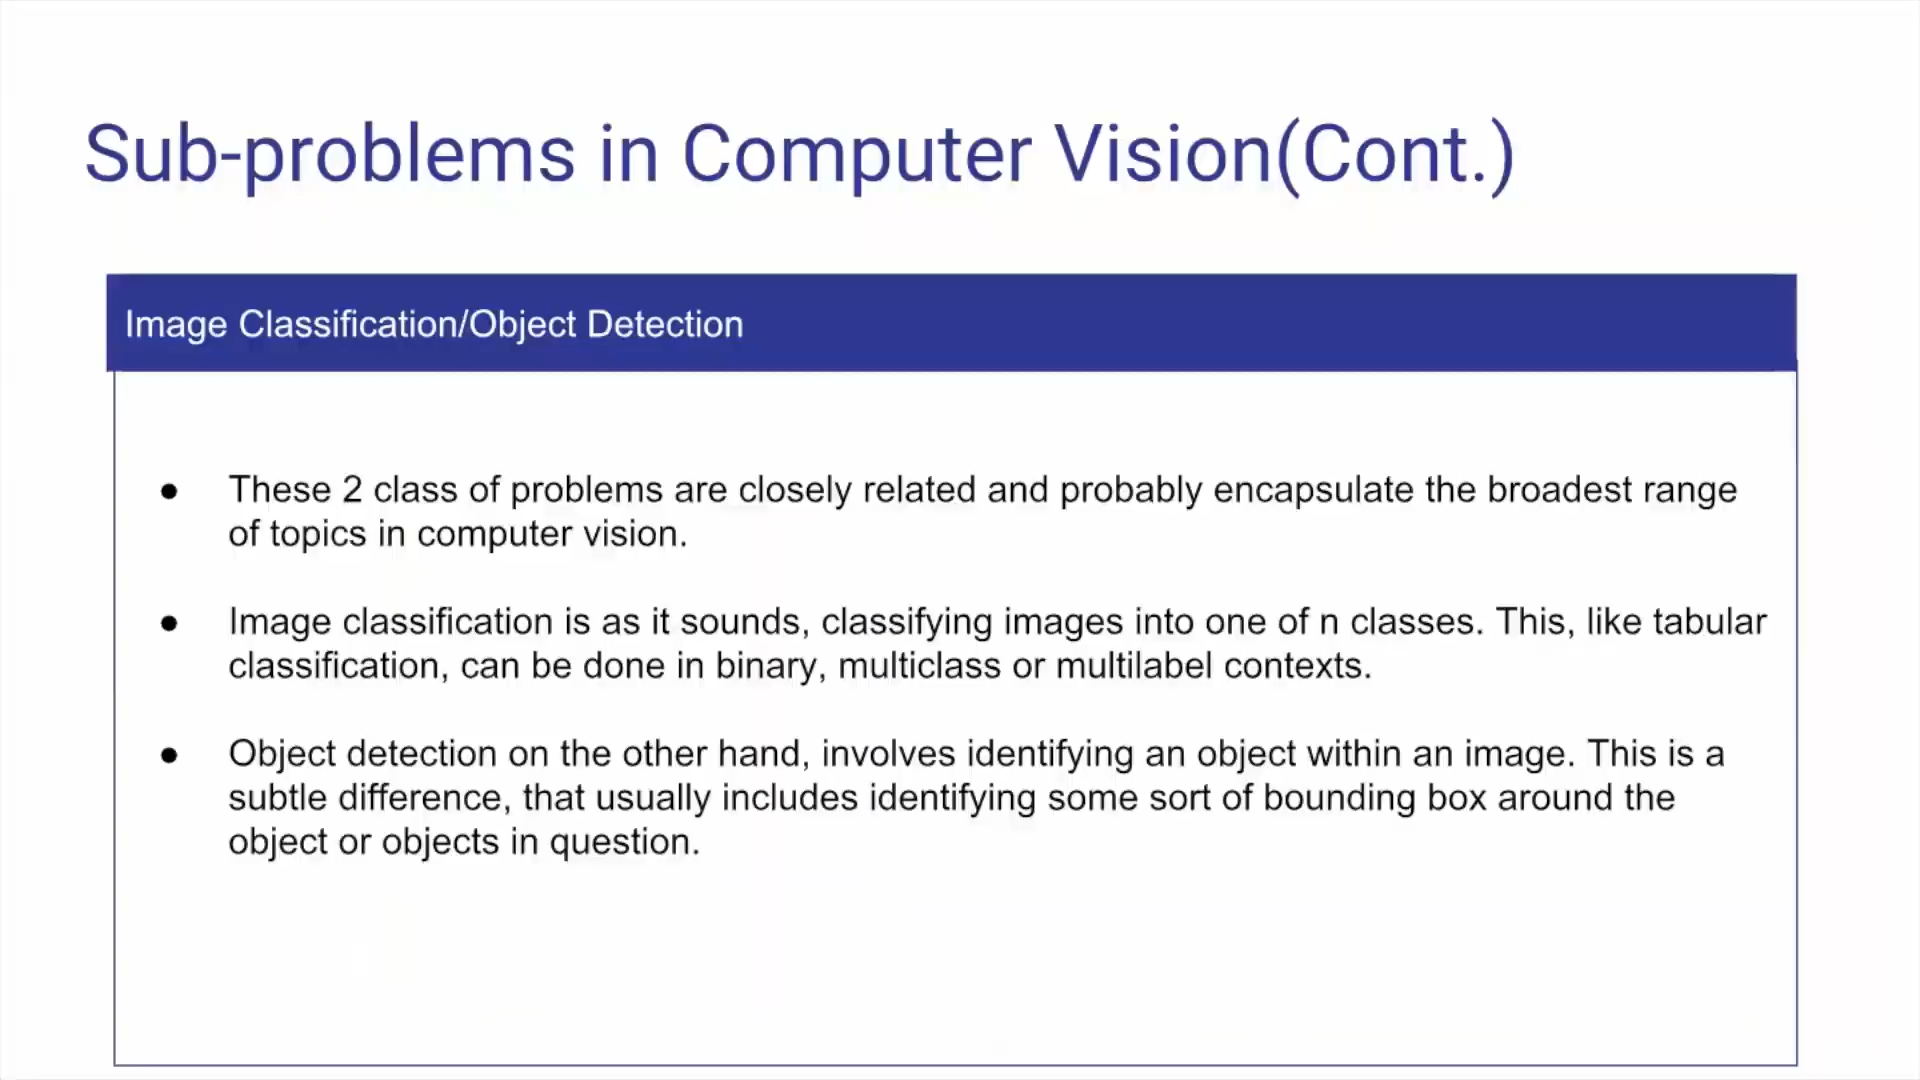 Sub-problems in Computer Vision(Cont.)
Image Classification/Object Detection
● These 2 class of problems are closely related and probably encapsulate the broadest range
of topics in computer vision.
● Image classification is as it sounds, classifying images into one of n classes. This, like tabular
classification, can be done in binary, multiclass or multilabel contexts.
● Object detection on the other hand, involves identifying an object within an image. This is a
subtle difference, that usually includes identifying some sort of bounding box around the
object or objects in question.